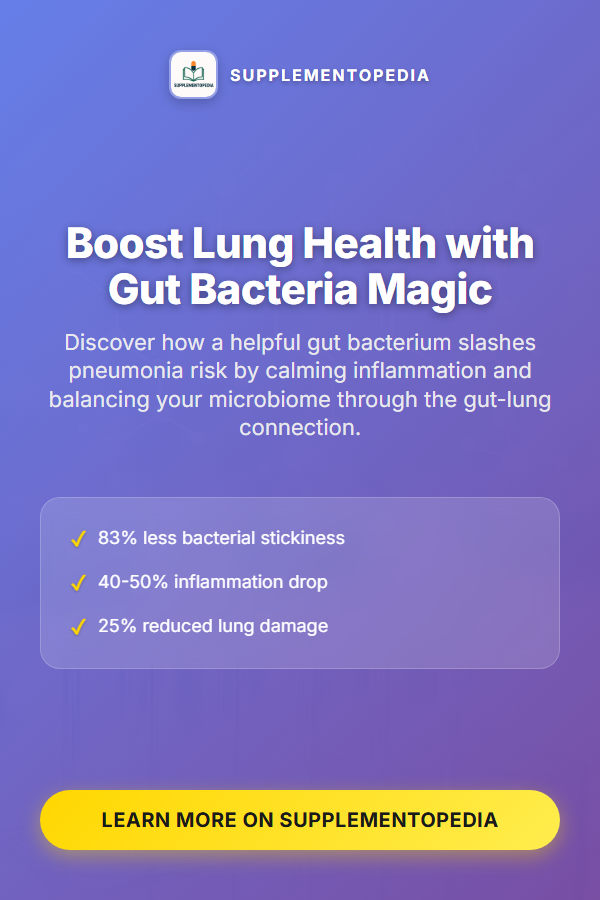 SUPPLEMENTOPEDIA
SUPPLEMENTOPEDIA
Boost Lung Health with
Gut Bacteria Magic
Discover how a helpful gut bacterium slashes
pneumonia risk by calming inflammation and
balancing your microbiome through the gut-lung
connection.
✓ 83% less bacterial stickiness
✓ 40-50% inflammation drop
✓ 25% reduced lung damage
LEARN MORE ON SUPPLEMENTOPEDIA